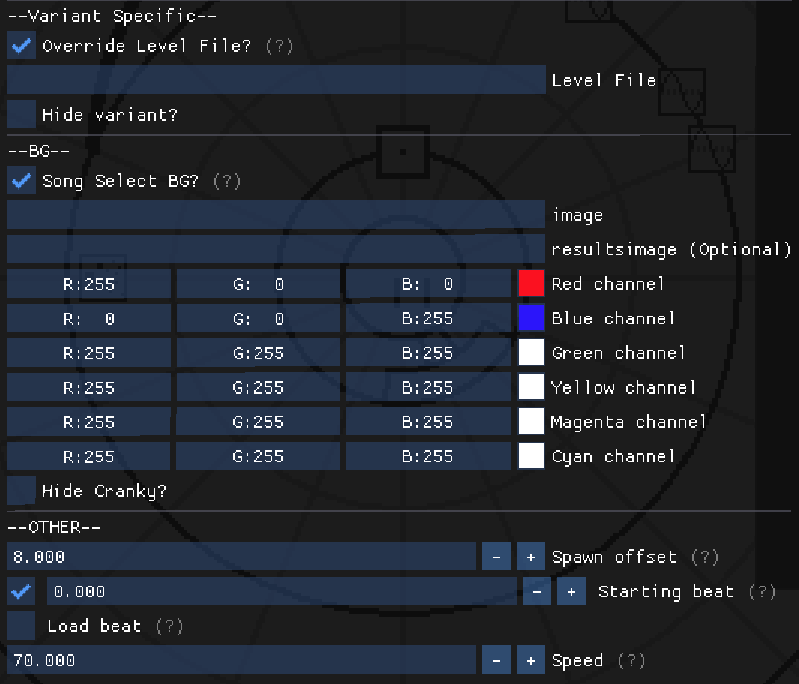 --Variant Specific--
Override Level File? (?)
Level File
Hide variant?
--BG--
Song Select BG? (?)
image
resultsimage (Optional)
R:255 G: 0 B: 0 Red channel
R: 0 G: 0 B:255 Blue channel
R:255 G:255 B:255 Green channel
R:255 G:255 B:255 Yellow channel
R:255 G:255 B:255 Magenta channel
R:255 G:255 B:255 Cyan channel
Hide Cranky?
--OTHER--
8.000 - + Spawn offset (?)
0.000 - + Starting beat (?)
Load beat (?)
70.000 - + Speed (?)